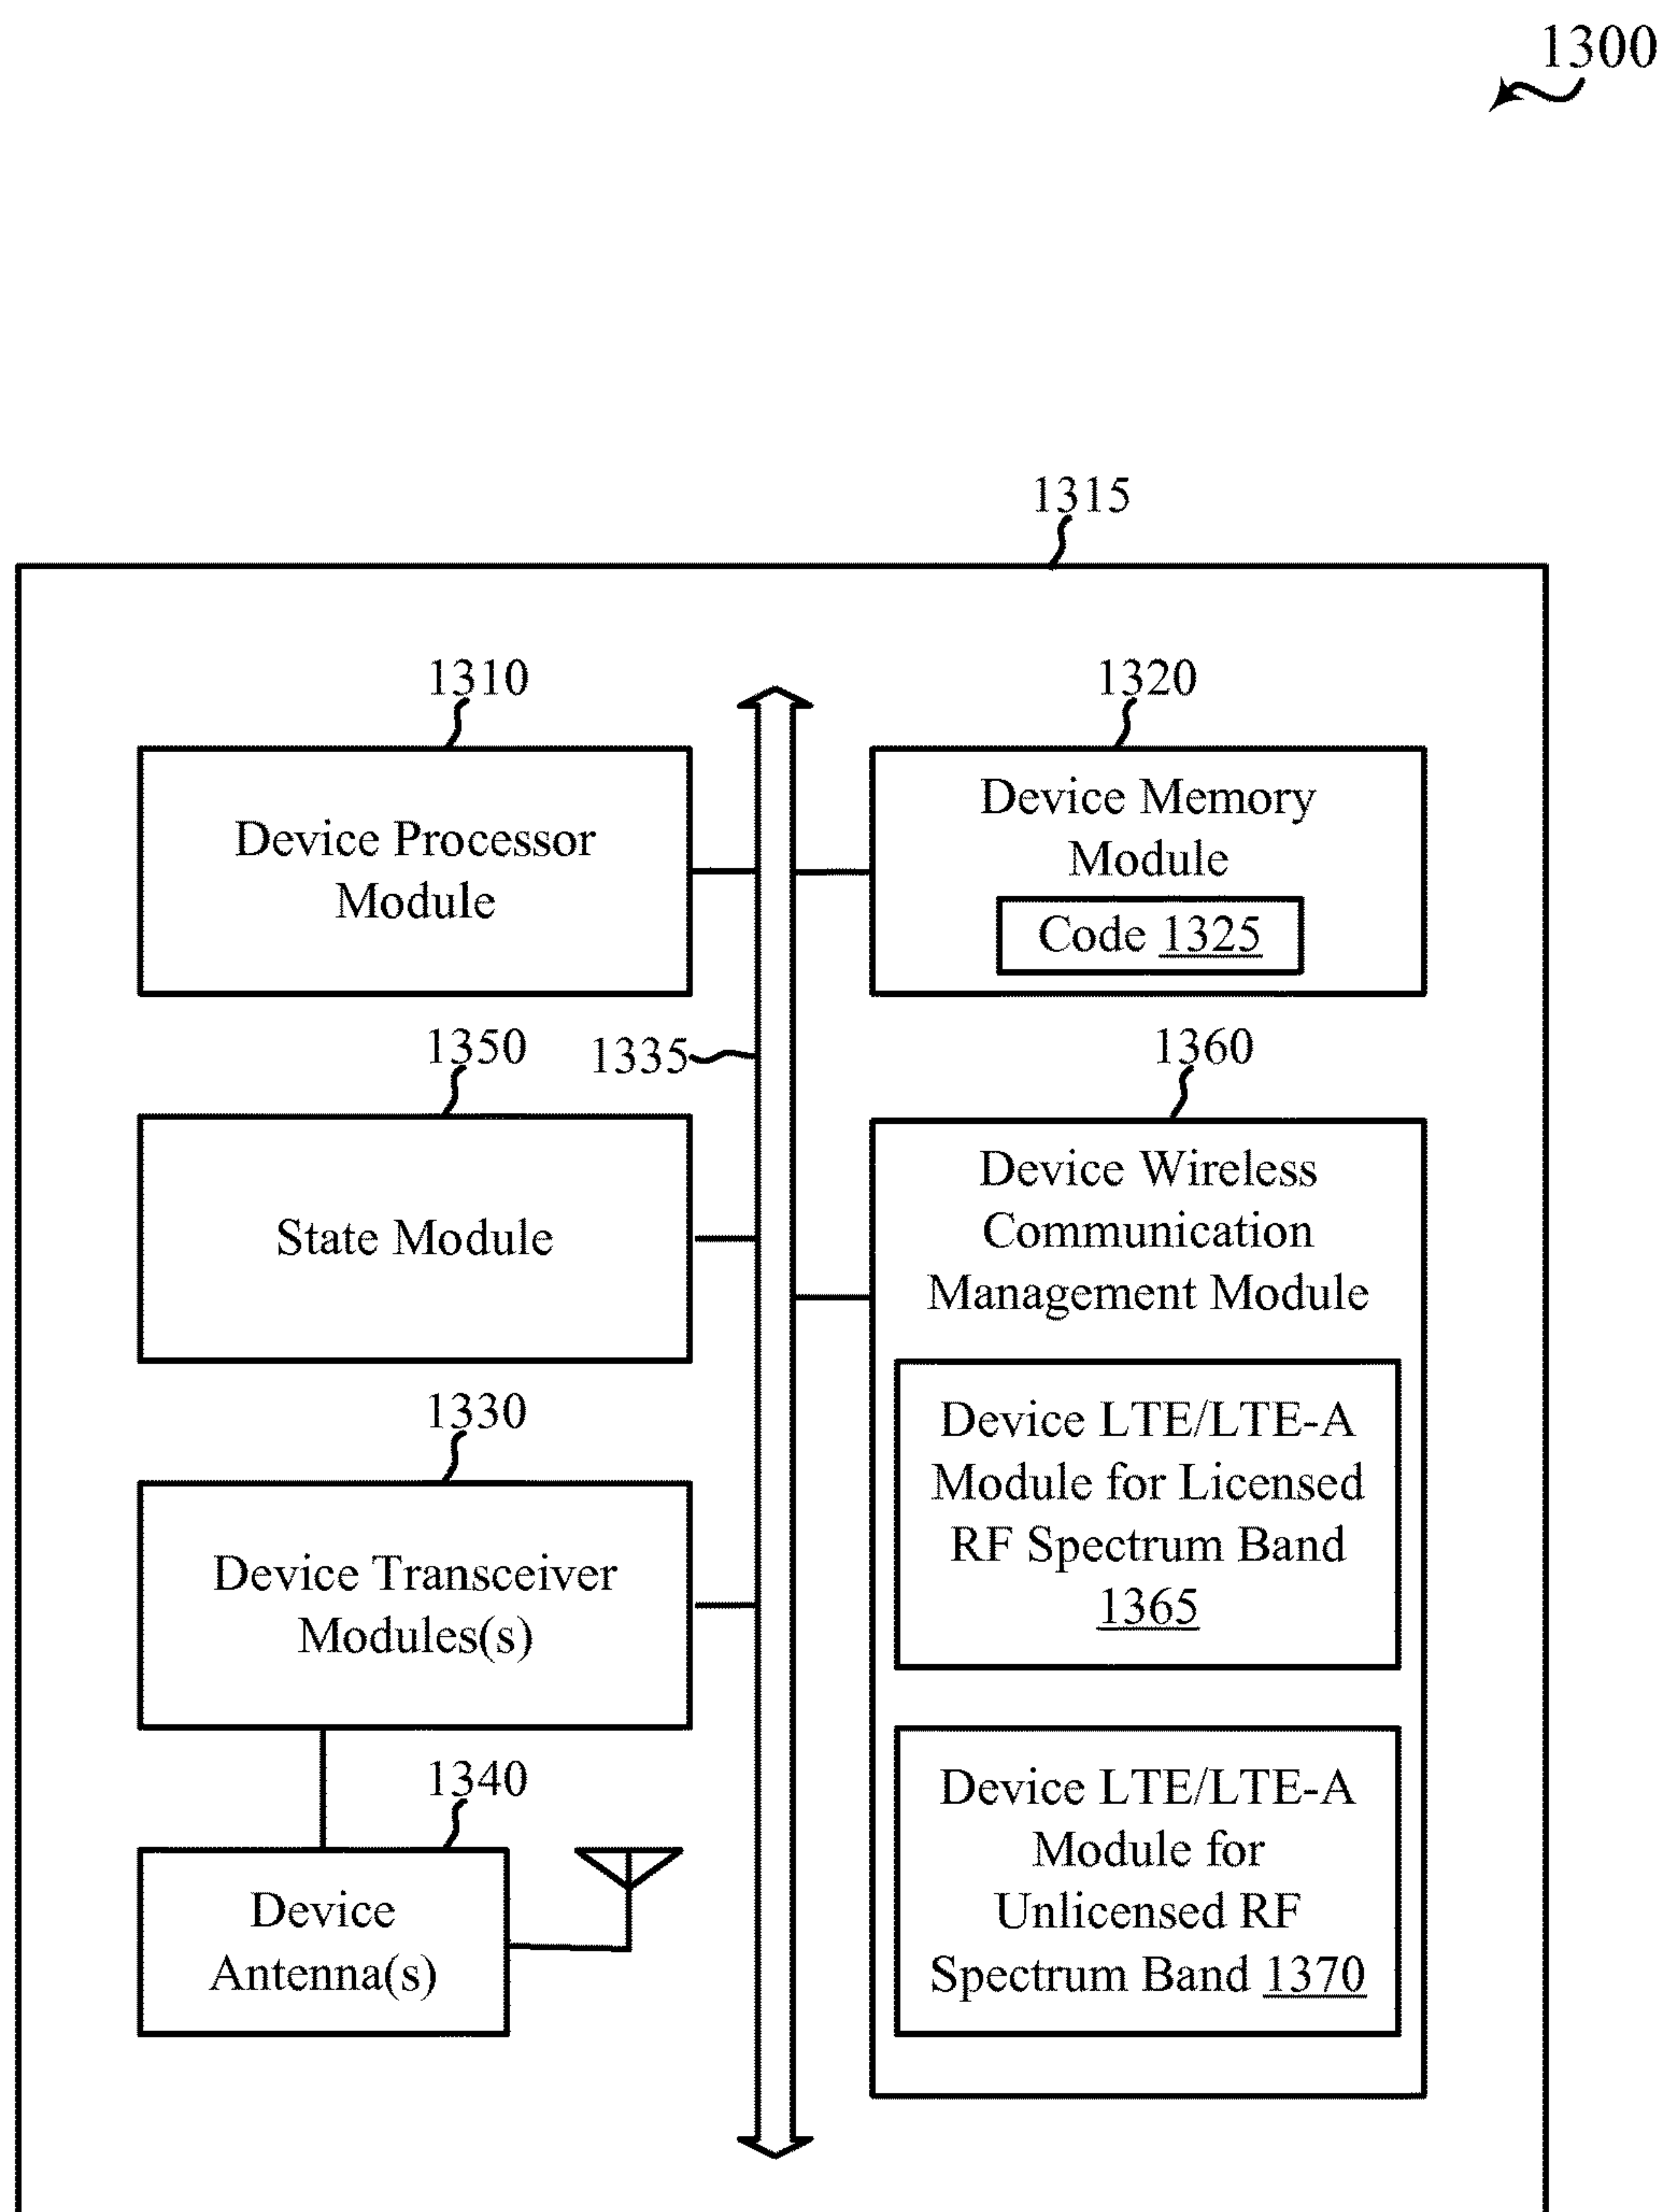 1300
1315
1310
Device Processor
Module
1320
Device Memory
Module
Code 1325
1350
State Module
1335
1360
Device Wireless
Communication
Management Module
Device LTE/LTE-A
Module for Licensed
RF Spectrum Band
1365
Device LTE/LTE-A
Module for
Unlicensed RF
Spectrum Band 1370
1330
Device Transceiver
Modules(s)
1340
Device
Antenna(s)